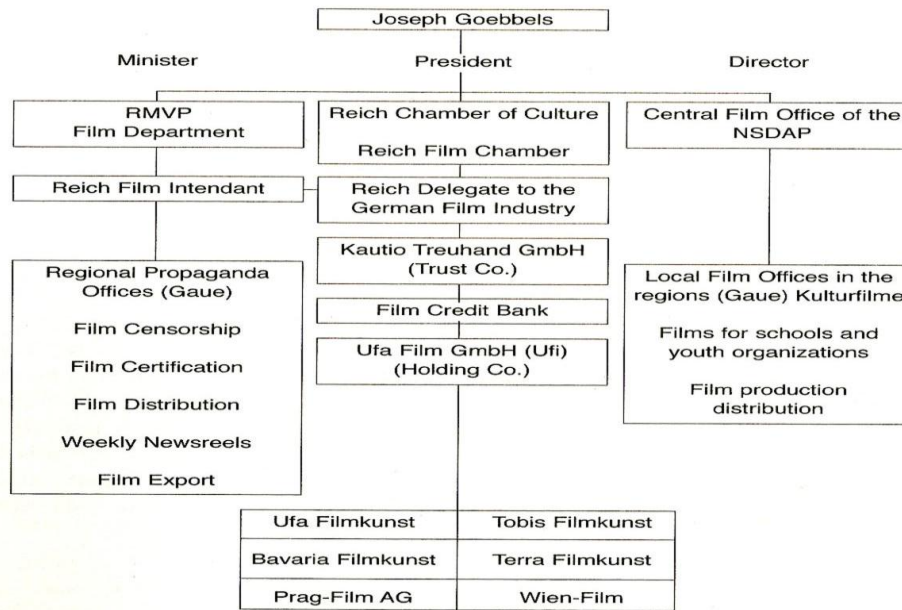 Joseph Goebbels
Minister
President
Director
RMVP
Film Department
Reich Chamber of Culture
Reich Film Chamber
Central Film Office of the
NSDAP
Reich Film Intendant
Reich Delegate to the
German Film Industry
Kautio Treuhand GmbH
(Trust Co.)
Film Credit Bank
Ufa Film GmbH (Ufi)
(Holding Co.)
Regional Propaganda
Offices (Gaue)
Film Censorship
Film Certification
Film Distribution
Weekly Newsreels
Film Export
Local Film Offices in the
regions (Gaue) Kulturfilme
Films for schools and
youth organizations
Film production
distribution
Ufa Filmkunst
Tobis Filmkunst
Bavaria Filmkunst
Terra Filmkunst
Prag-Film AG
Wien-Film